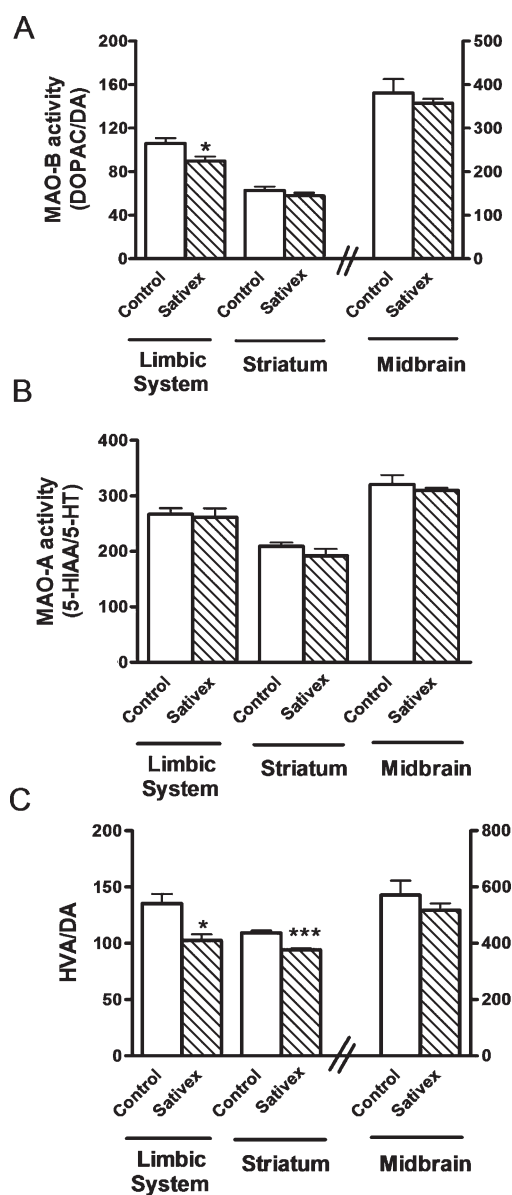 A
MAO-B activity
(DOPAC/DA)
200
160
120
80
40
0
500
400
300
200
100
0
*
Control
Sativex
Control
Sativex
Control
Sativex
Limbic
System
Striatum
Midbrain
B
MAO-A activity
(5-HIAA/5-HT)
400
300
200
100
0
Control
Sativex
Control
Sativex
Control
Sativex
Limbic
System
Striatum
Midbrain
C
HVA/DA
200
150
100
50
0
800
600
400
200
0
*
***
Control
Sativex
Control
Sativex
Control
Sativex
Limbic
System
Striatum
Midbrain